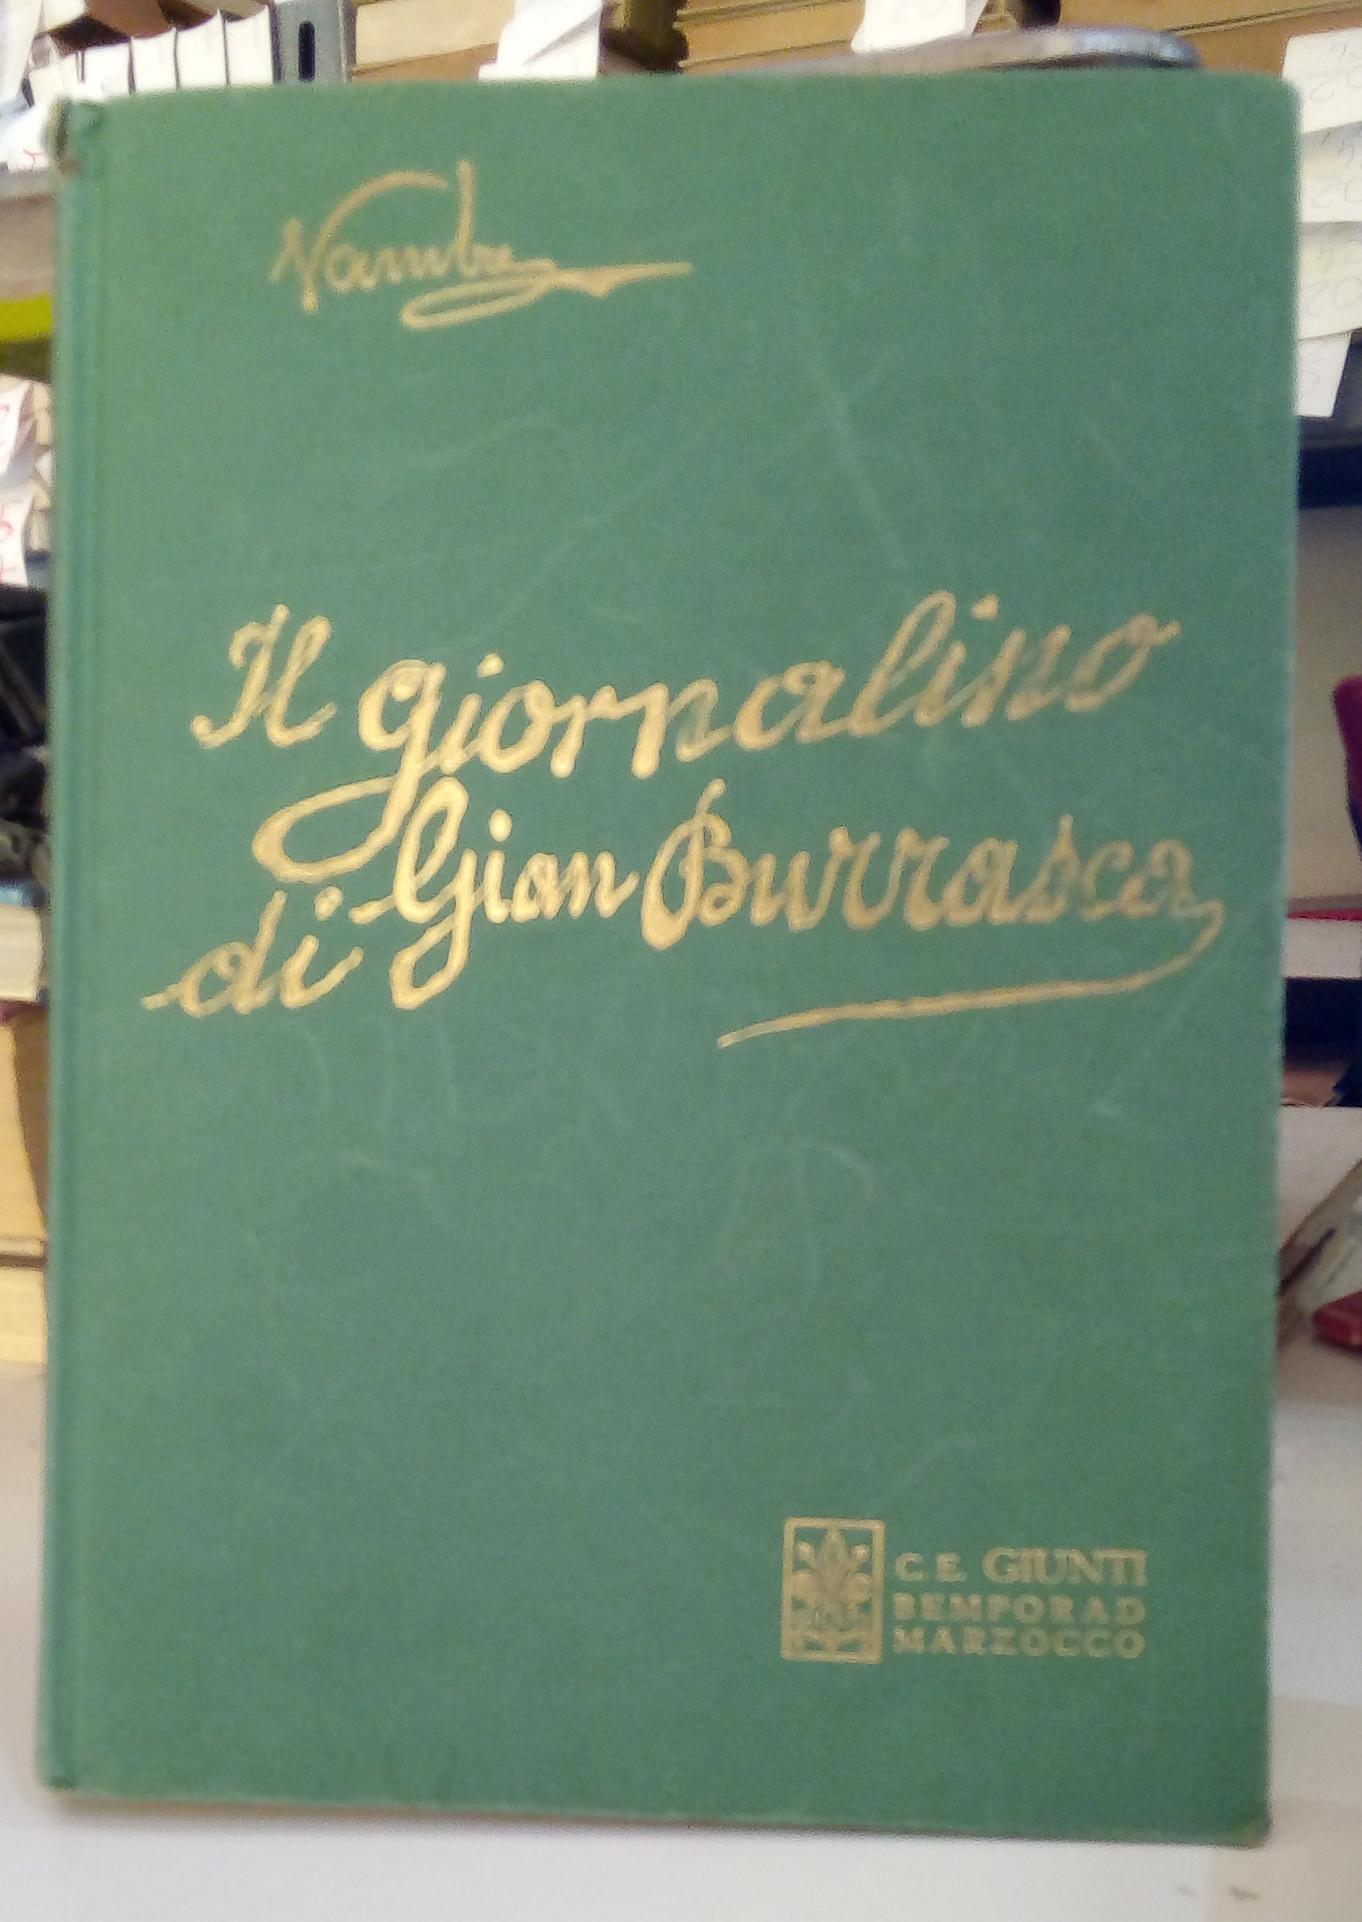 Vamba
Il giornalino
di Gian Burrasca
C.E. GIUNTI
BEMPORAD
MARZOCCO